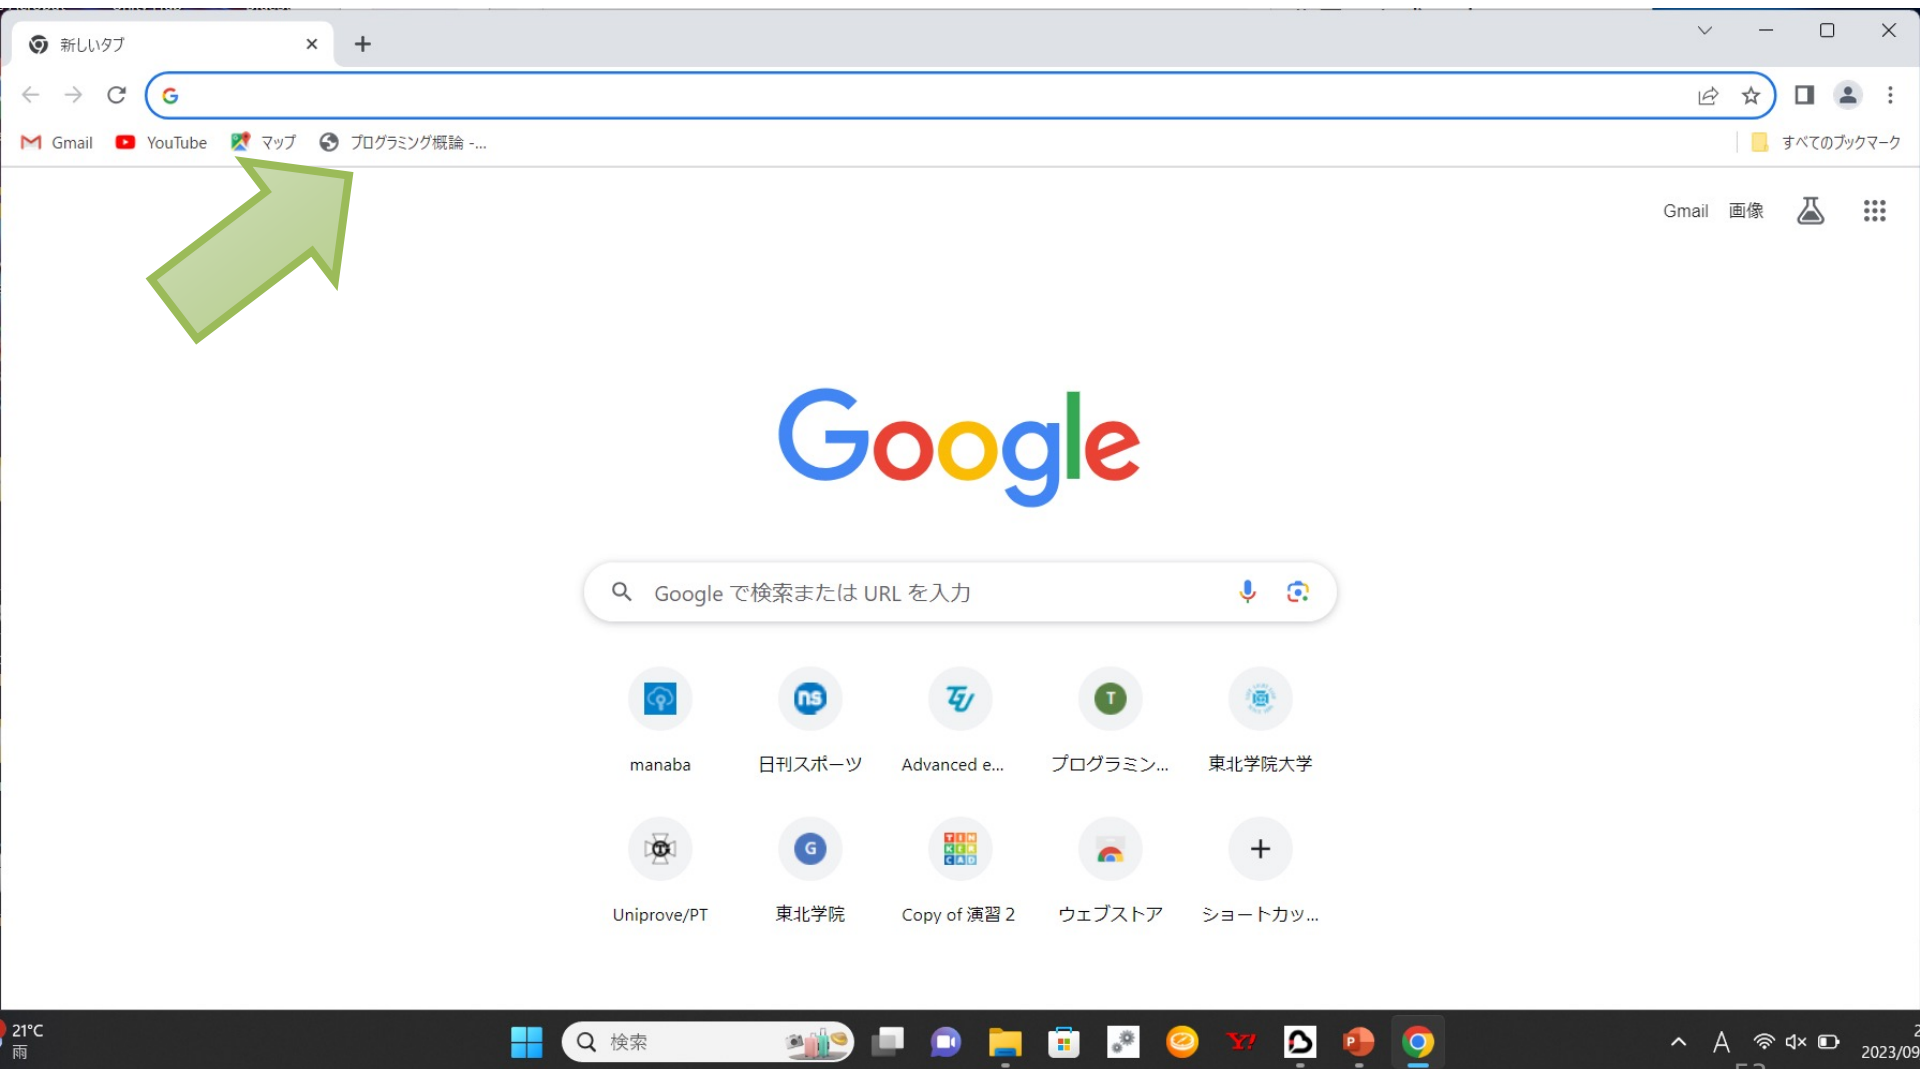 新しいタブ
Gmail YouTube マップ プログラミング概論 -... すべてのブックマーク
Gmail 画像
Google
Google で検索または URL を入力
manaba 日刊スポーツ Advanced e... プログラミン... 東北学院大学
Uniprove/PT 東北学院 Copy of 演習 2 ウェブストア ショートカッ...
21°C
雨
検索
A
2023/09